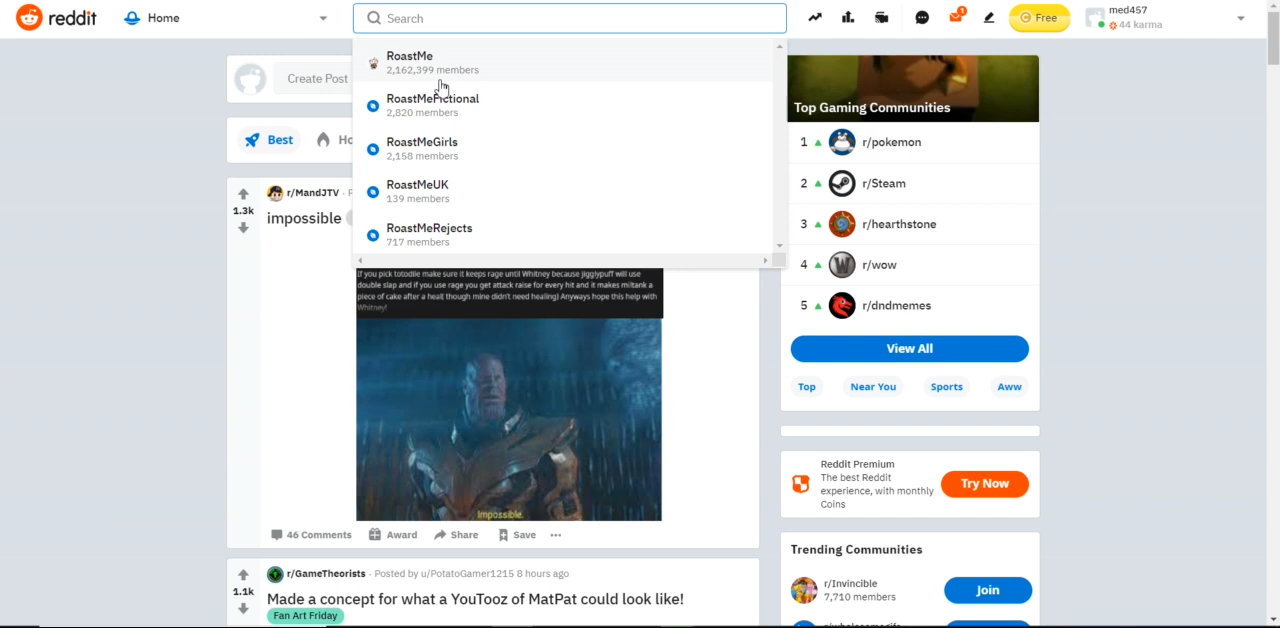 reddit
Home
Search
1
Free
med457
44 karma
RoastMe
2,162,399 members
RoastMeFictional
2,820 members
RoastMeGirls
2,158 members
RoastMeUK
139 members
RoastMeRejects
717 members
Create Post
Best
Ho
1.3k
r/MandJTV · P
impossible
If you pick totodile make sure it keeps rage until Whitney because jigglypuff will use
double slap and if you use rage you get attack raise for every hit and it makes miltank a
piece of cake after a heal( though mine didn't need healing) Anyways hope this help with
Whitney!
Impossible.
46 Comments
Award
Share
Save
1.1k
r/GameTheorists · Posted by u/PotatoGamer1215 8 hours ago
Made a concept for what a YouTooz of MatPat could look like!
Fan Art Friday
Top Gaming Communities
1 r/pokemon
2 r/Steam
3 r/hearthstone
4 r/wow
5 r/dndmemes
View All
Top
Near You
Sports
Aww
Reddit Premium
The best Reddit
experience, with monthly
Coins
Try Now
Trending Communities
r/Invincible
7,710 members
Join